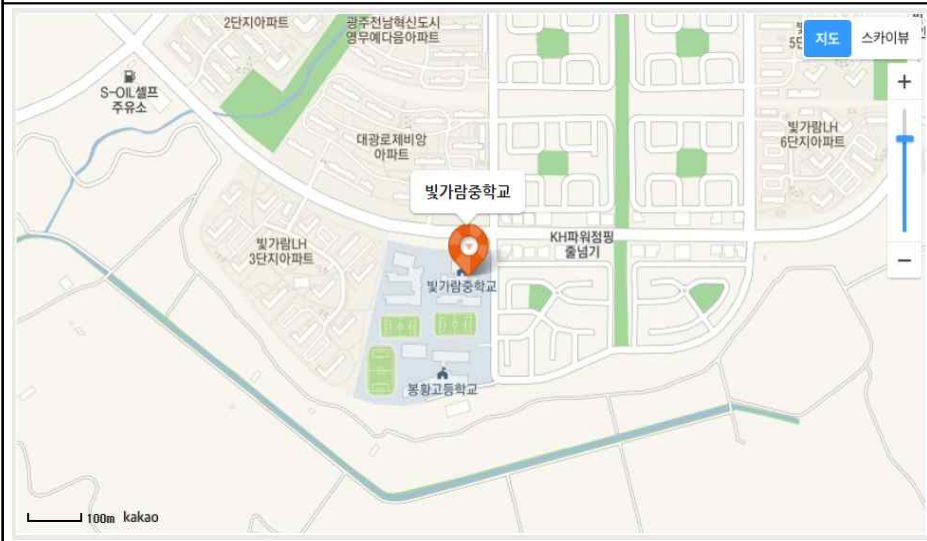 2단지아파트
광주전남혁신도시
영무예다음아파트
지도
스카이뷰
S-OIL셀프
주유소
대광로제비앙
아파트
빛가람LH
6단지아파트
빛가람중학교
빛가람LH
3단지아파트
KH파워점핑
줄넘기
빛가람중학교
봉황고등학교
100m kakao